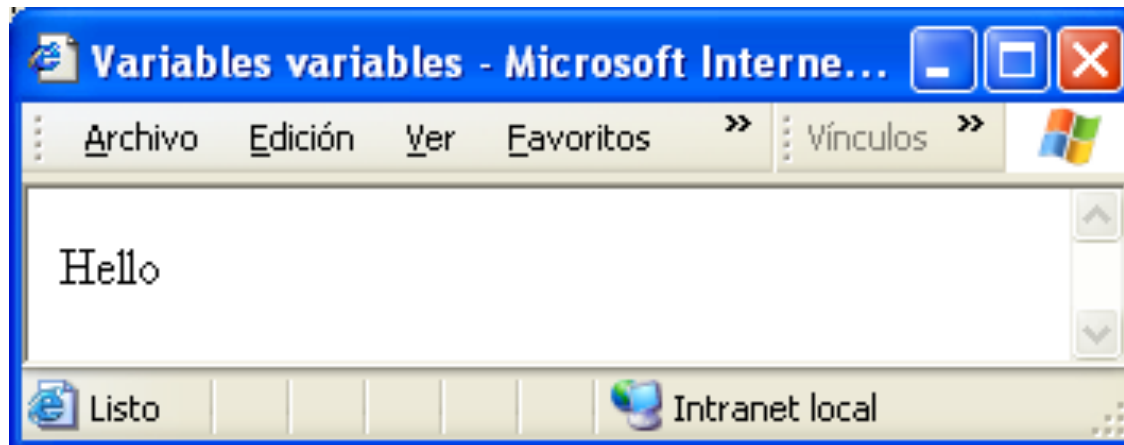 Variables variables - Microsoft Interne...
Archivo Edición Ver Favoritos » Vínculos »
Hello
Listo Intranet local